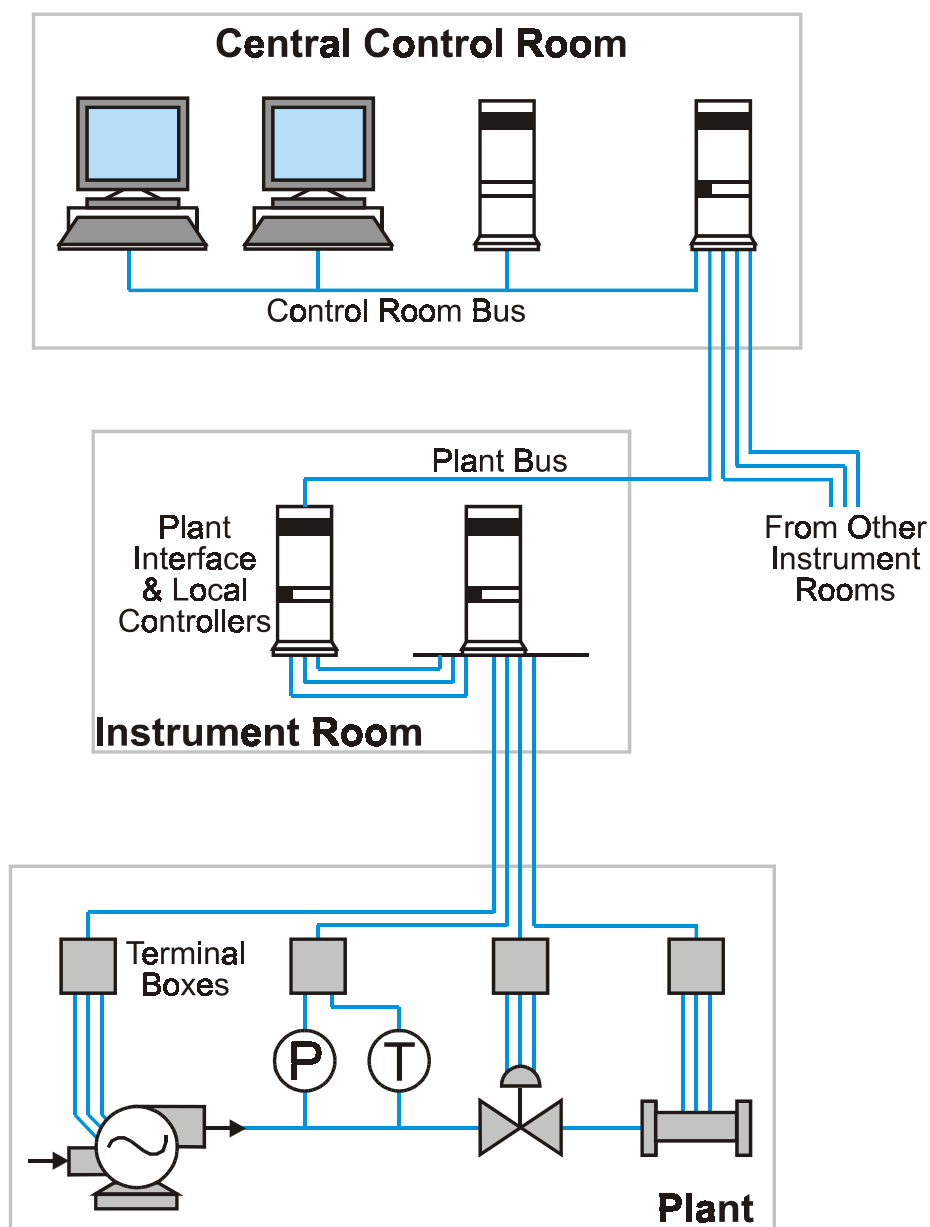 Central Control Room
Control Room Bus
Plant Bus
Plant
Interface
& Local
Controllers
From Other
Instrument
Rooms
Instrument Room
Terminal
Boxes
P
T
Plant